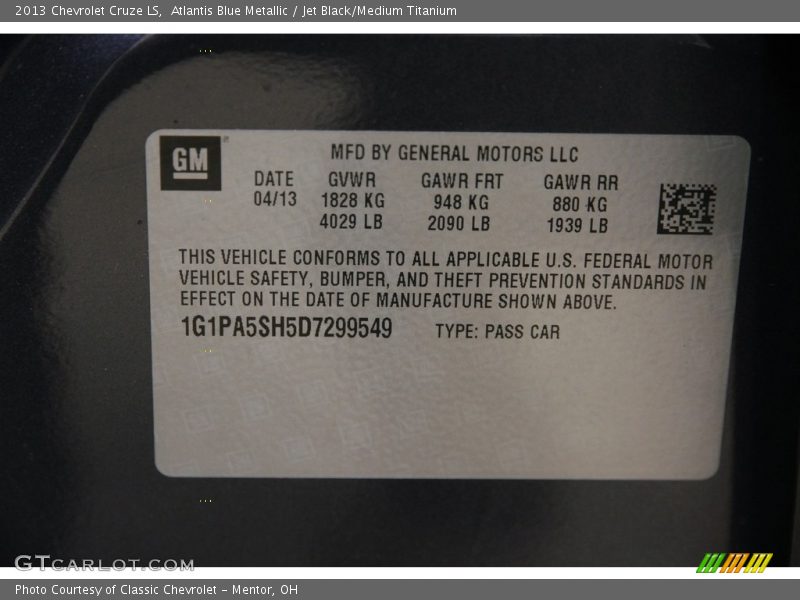 2013 Chevrolet Cruze LS, Atlantis Blue Metallic / Jet Black/Medium Titanium
GM
MFD BY GENERAL MOTORS LLC
DATE GVWR GAWR FRT GAWR RR
04/13 1828 KG 948 KG 880 KG
4029 LB 2090 LB 1939 LB
THIS VEHICLE CONFORMS TO ALL APPLICABLE U.S. FEDERAL MOTOR
VEHICLE SAFETY, BUMPER, AND THEFT PREVENTION STANDARDS IN
EFFECT ON THE DATE OF MANUFACTURE SHOWN ABOVE.
1G1PA5SH5D7299549 TYPE: PASS CAR
GTCARLOT.COM
Photo Courtesy of Classic Chevrolet - Mentor, OH